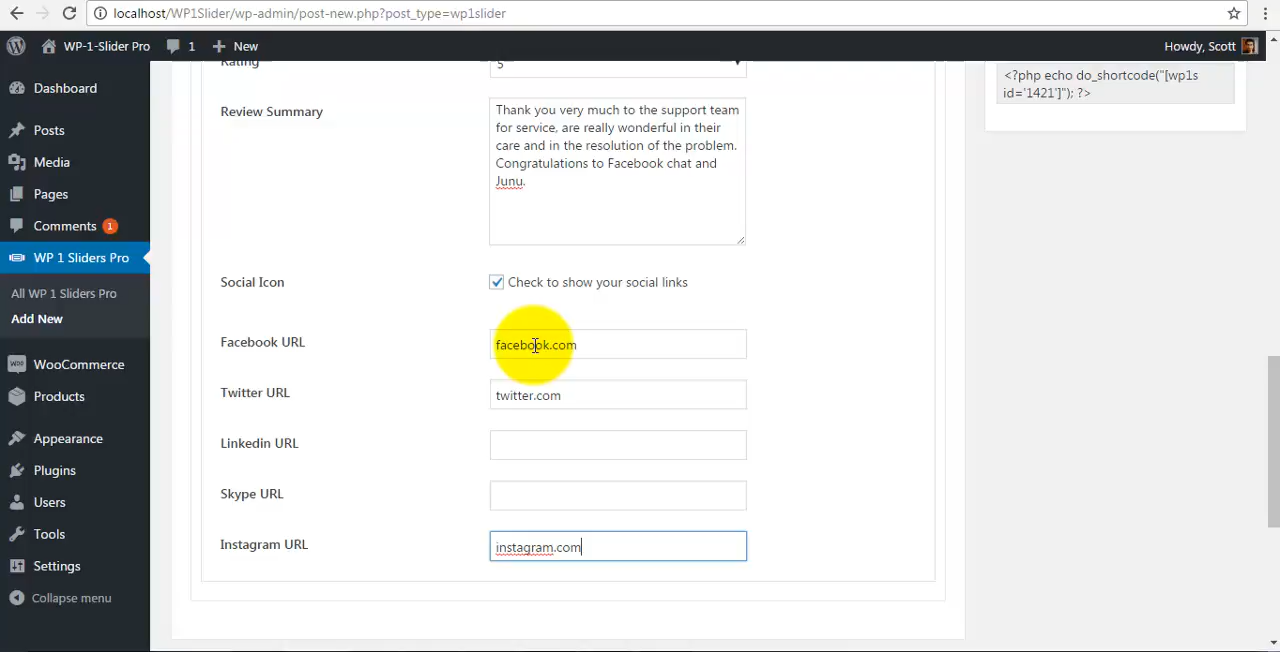 localhost/WP1Slider/wp-admin/post-new.php?post_type=wp1slider
WP-1-Slider Pro
1
New
Howdy, Scott
Dashboard
Posts
Media
Pages
Comments 1
WP 1 Sliders Pro
All WP 1 Sliders Pro
Add New
WooCommerce
Products
Appearance
Plugins
Users
Tools
Settings
Collapse menu
Rating
5
Review Summary
Thank you very much to the support team
for service, are really wonderful in their
care and in the resolution of the problem.
Congratulations to Facebook chat and
Junu.
Social Icon
Check to show your social links
Facebook URL
facebook.com
Twitter URL
twitter.com
Linkedin URL
Skype URL
Instagram URL
instagram.com
<?php echo do_shortcode("[wp1s
id='1421']"); ?>